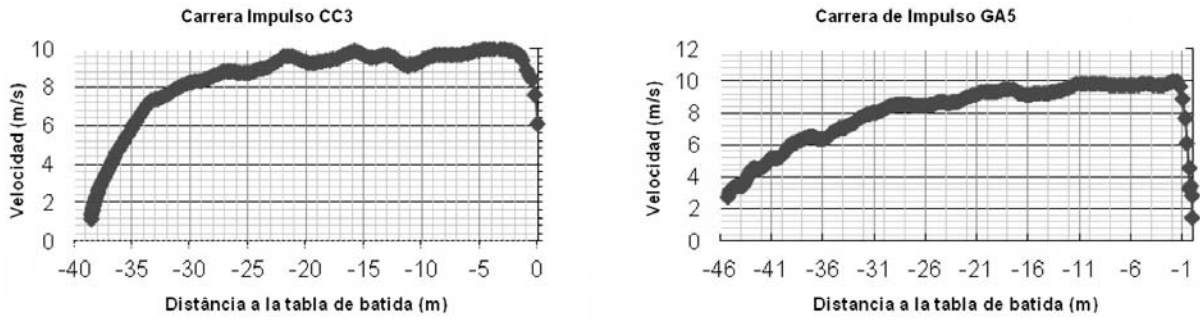 Carrera Impulso CC3
Velocidad (m/s)
10
8
6
4
2
0
-40 -35 -30 -25 -20 -15 -10 -5 0
Distância a la tabla de batida (m)
Carrera de Impulso GA5
Velocidad (m/s)
12
10
8
6
4
2
0
-46 -41 -36 -31 -26 -21 -16 -11 -6 -1
Distancia a la tabla de batida (m)